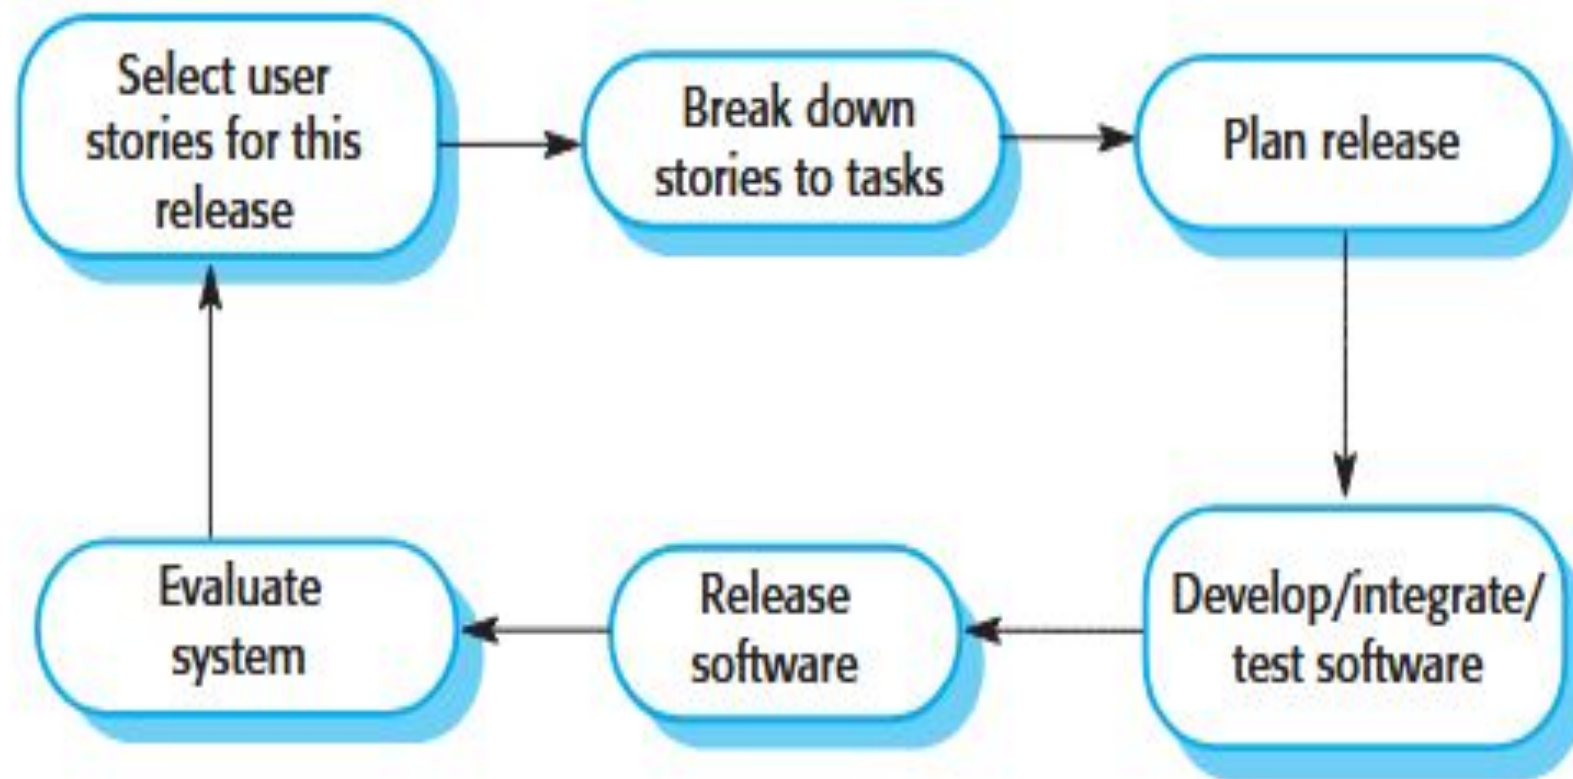 Select user
stories for this
release
Break down
stories to tasks
Plan release
Develop/integrate/
test software
Release
software
Evaluate
system